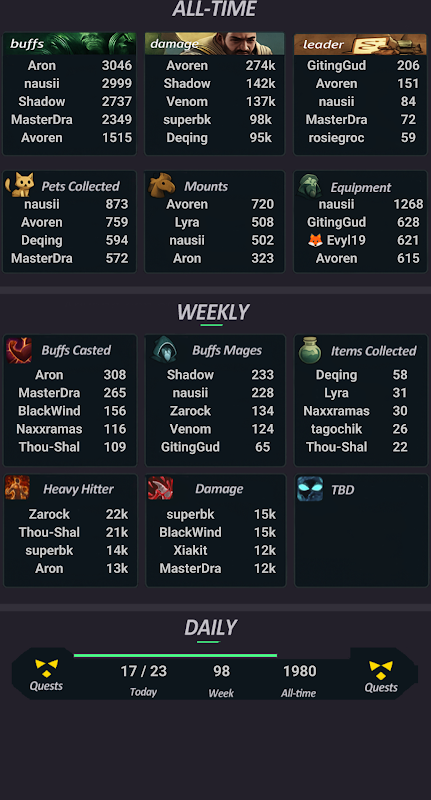 ALL-TIME
buffs
Aron 3046
nausii 2999
Shadow 2737
MasterDra 2349
Avoren 1515
damage
Avoren 274k
Shadow 142k
Venom 137k
superbk 98k
Deqing 95k
leader
GitingGud 206
Avoren 151
nausii 84
MasterDra 72
rosiegroc 59
Pets Collected
nausii 873
Avoren 759
Deqing 594
MasterDra 572
Mounts
Avoren 720
Lyra 508
nausii 502
Aron 323
Equipment
nausii 1268
GitingGud 628
🦊 Evyl19 621
Avoren 615
WEEKLY
Buffs Casted
Aron 308
MasterDra 265
BlackWind 156
Naxxramas 116
Thou-Shal 109
Buffs Mages
Shadow 233
nausii 228
Zarock 134
Venom 124
GitingGud 65
Items Collected
Deqing 58
Lyra 31
Naxxramas 30
tagochik 26
Thou-Shal 22
Heavy Hitter
Zarock 22k
Thou-Shal 21k
superbk 14k
Aron 13k
Damage
superbk 15k
BlackWind 15k
Xiakit 12k
MasterDra 12k
TBD
DAILY
Quests
17 / 23
Today
98
Week
1980
All-time
Quests